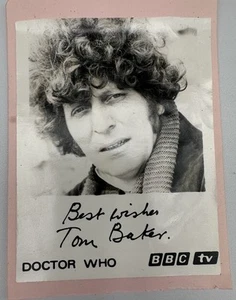 Best wishes
Tom Baker.
DOCTOR WHO BBC tv